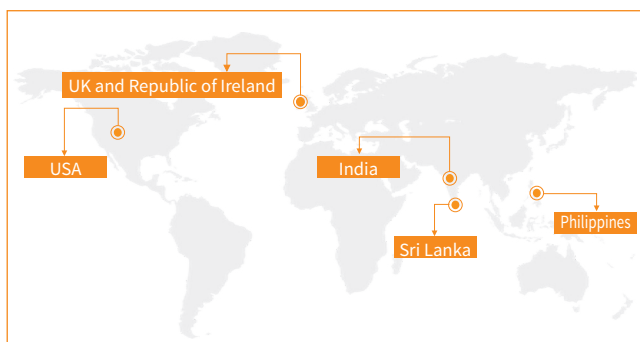 UK and Republic of Ireland
USA
India
Philippines
Sri Lanka